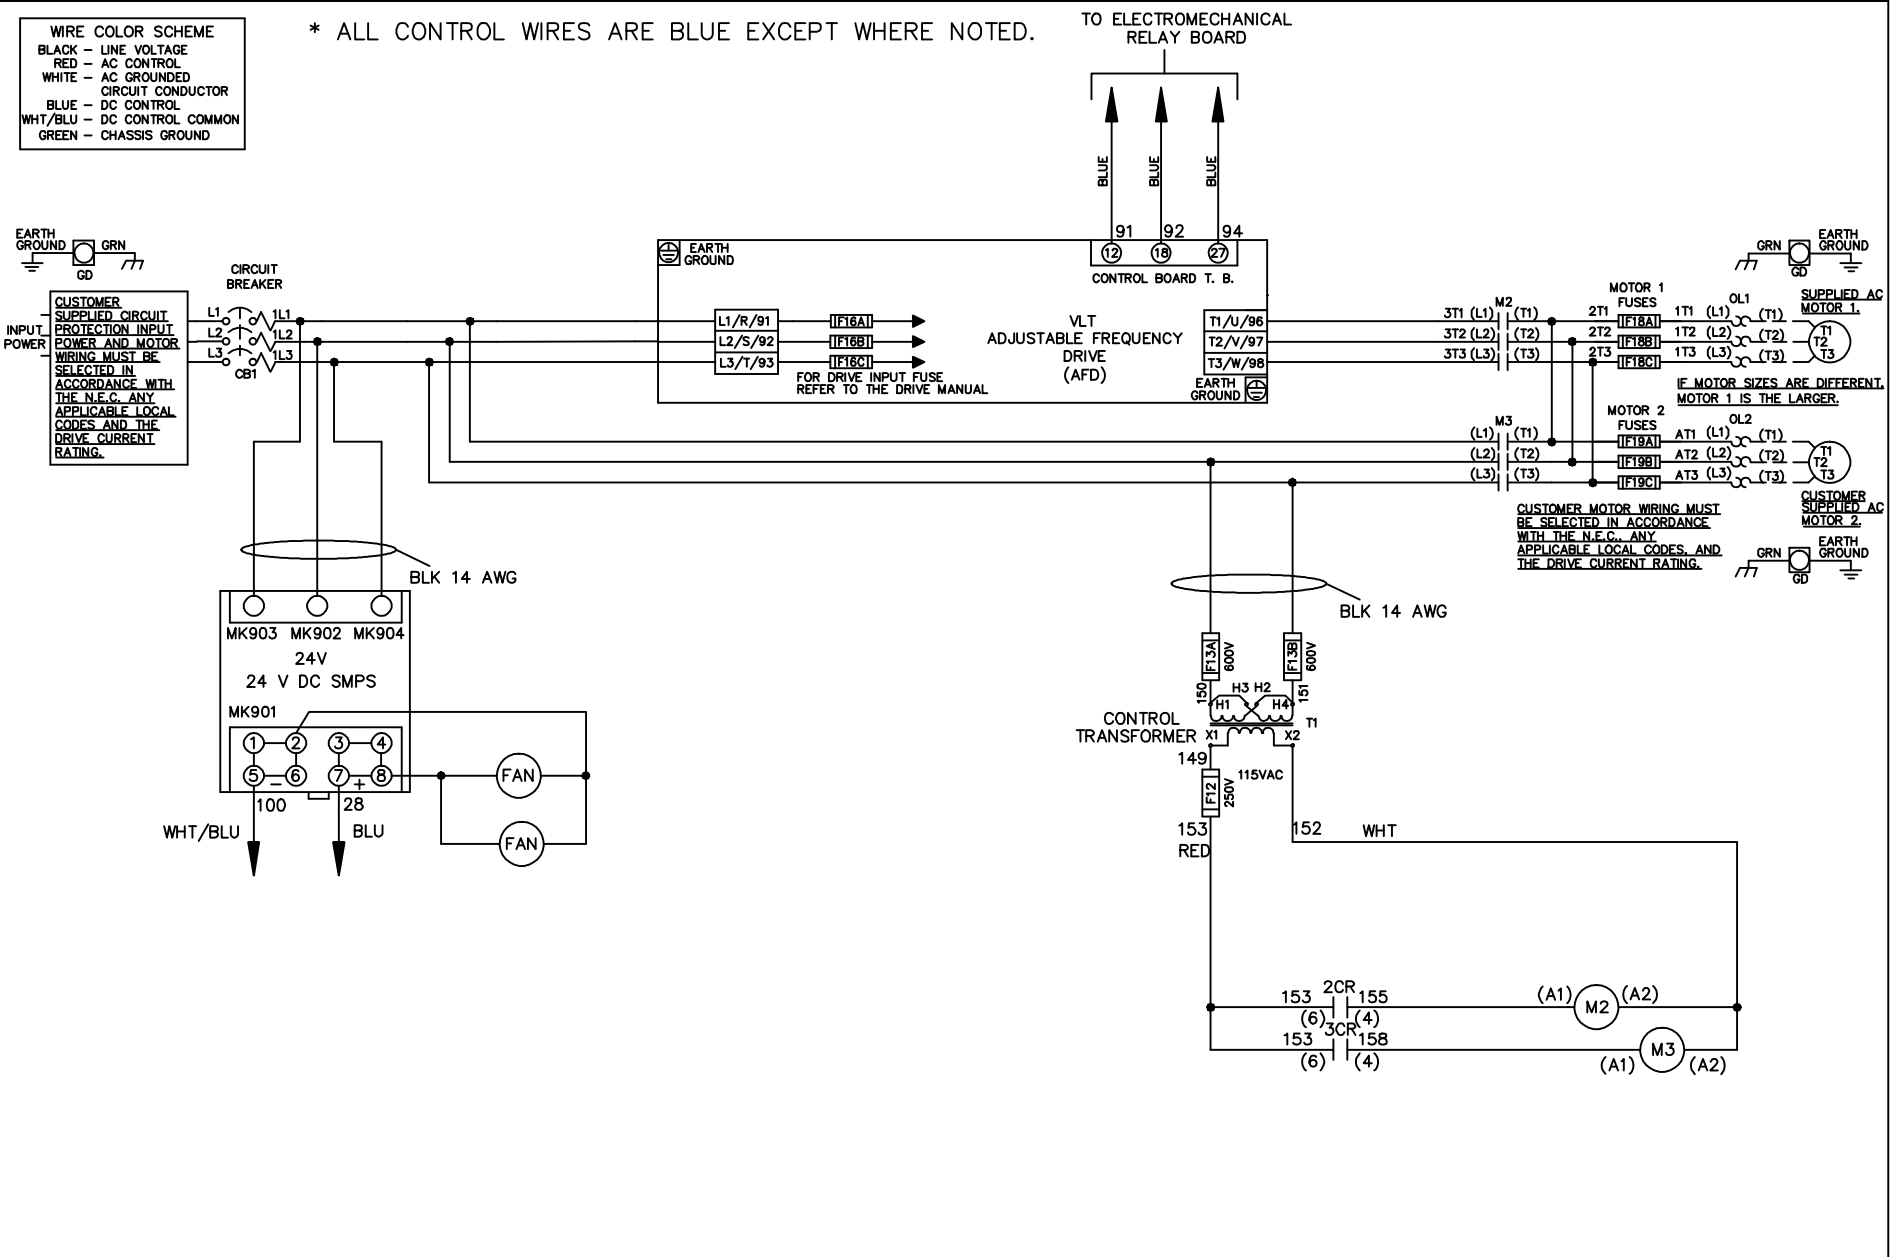 WIRE COLOR SCHEME
BLACK – LINE VOLTAGE
RED – AC CONTROL
WHITE – AC GROUNDED
CIRCUIT CONDUCTOR
BLUE – DC CONTROL
WHT/BLU – DC CONTROL COMMON
GREEN – CHASSIS GROUND
* ALL CONTROL WIRES ARE BLUE EXCEPT WHERE NOTED.
TO ELECTROMECHANICAL
RELAY BOARD
BLUE BLUE BLUE
91 92 94
12 18 27
CONTROL BOARD T. B.
EARTH
GROUND
GRN
GD
INPUT
POWER
CUSTOMER
SUPPLIED CIRCUIT
PROTECTION INPUT
POWER AND MOTOR
WIRING MUST BE
SELECTED IN
ACCORDANCE WITH
THE N.E.C. ANY
APPLICABLE LOCAL
CODES AND THE
DRIVE CURRENT
RATING.
CIRCUIT
BREAKER
L1 1L1
L2 1L2
L3 1L3
CB1
EARTH
GROUND
L1/R/91 F16A
L2/S/92 F16B
L3/T/93 F16C
FOR DRIVE INPUT FUSE
REFER TO THE DRIVE MANUAL
VLT
ADJUSTABLE FREQUENCY
DRIVE
(AFD)
T1/U/96
T2/V/97
T3/W/98
EARTH
GROUND
M2
3T1 (L1) (T1)
3T2 (L2) (T2)
3T3 (L3) (T3)
MOTOR 1
FUSES
2T1 F18A 1T1 (L1) OL1 (T1)
2T2 F18B 1T2 (L2) (T2)
2T3 F18C 1T3 (L3) (T3)
GRN
GD
EARTH
GROUND
SUPPLIED AC
MOTOR 1.
T1
T2
T3
IF MOTOR SIZES ARE DIFFERENT,
MOTOR 1 IS THE LARGER.
M3
(L1) (T1)
(L2) (T2)
(L3) (T3)
MOTOR 2
FUSES
F19A AT1 (L1) OL2 (T1)
F19B AT2 (L2) (T2)
F19C AT3 (L3) (T3)
T1
T2
T3
CUSTOMER
SUPPLIED AC
MOTOR 2.
CUSTOMER MOTOR WIRING MUST
BE SELECTED IN ACCORDANCE
WITH THE N.E.C., ANY
APPLICABLE LOCAL CODES, AND
THE DRIVE CURRENT RATING.
GRN
GD
EARTH
GROUND
BLK 14 AWG
MK903 MK902 MK904
24V
24 V DC SMPS
MK901
1 2 3 4
5 – 6 7 + 8
100 28
WHT/BLU BLU
FAN
FAN
BLK 14 AWG
F13A 600V F13B 600V
150 151
H3 H2
H1 H4
CONTROL
TRANSFORMER
T1
X1 X2
149
115VAC
F12 250V
153
RED
152 WHT
2CR
153 155
(6) (4)
(A1) M2 (A2)
3CR
153 158
(6) (4)
(A1) M3 (A2)